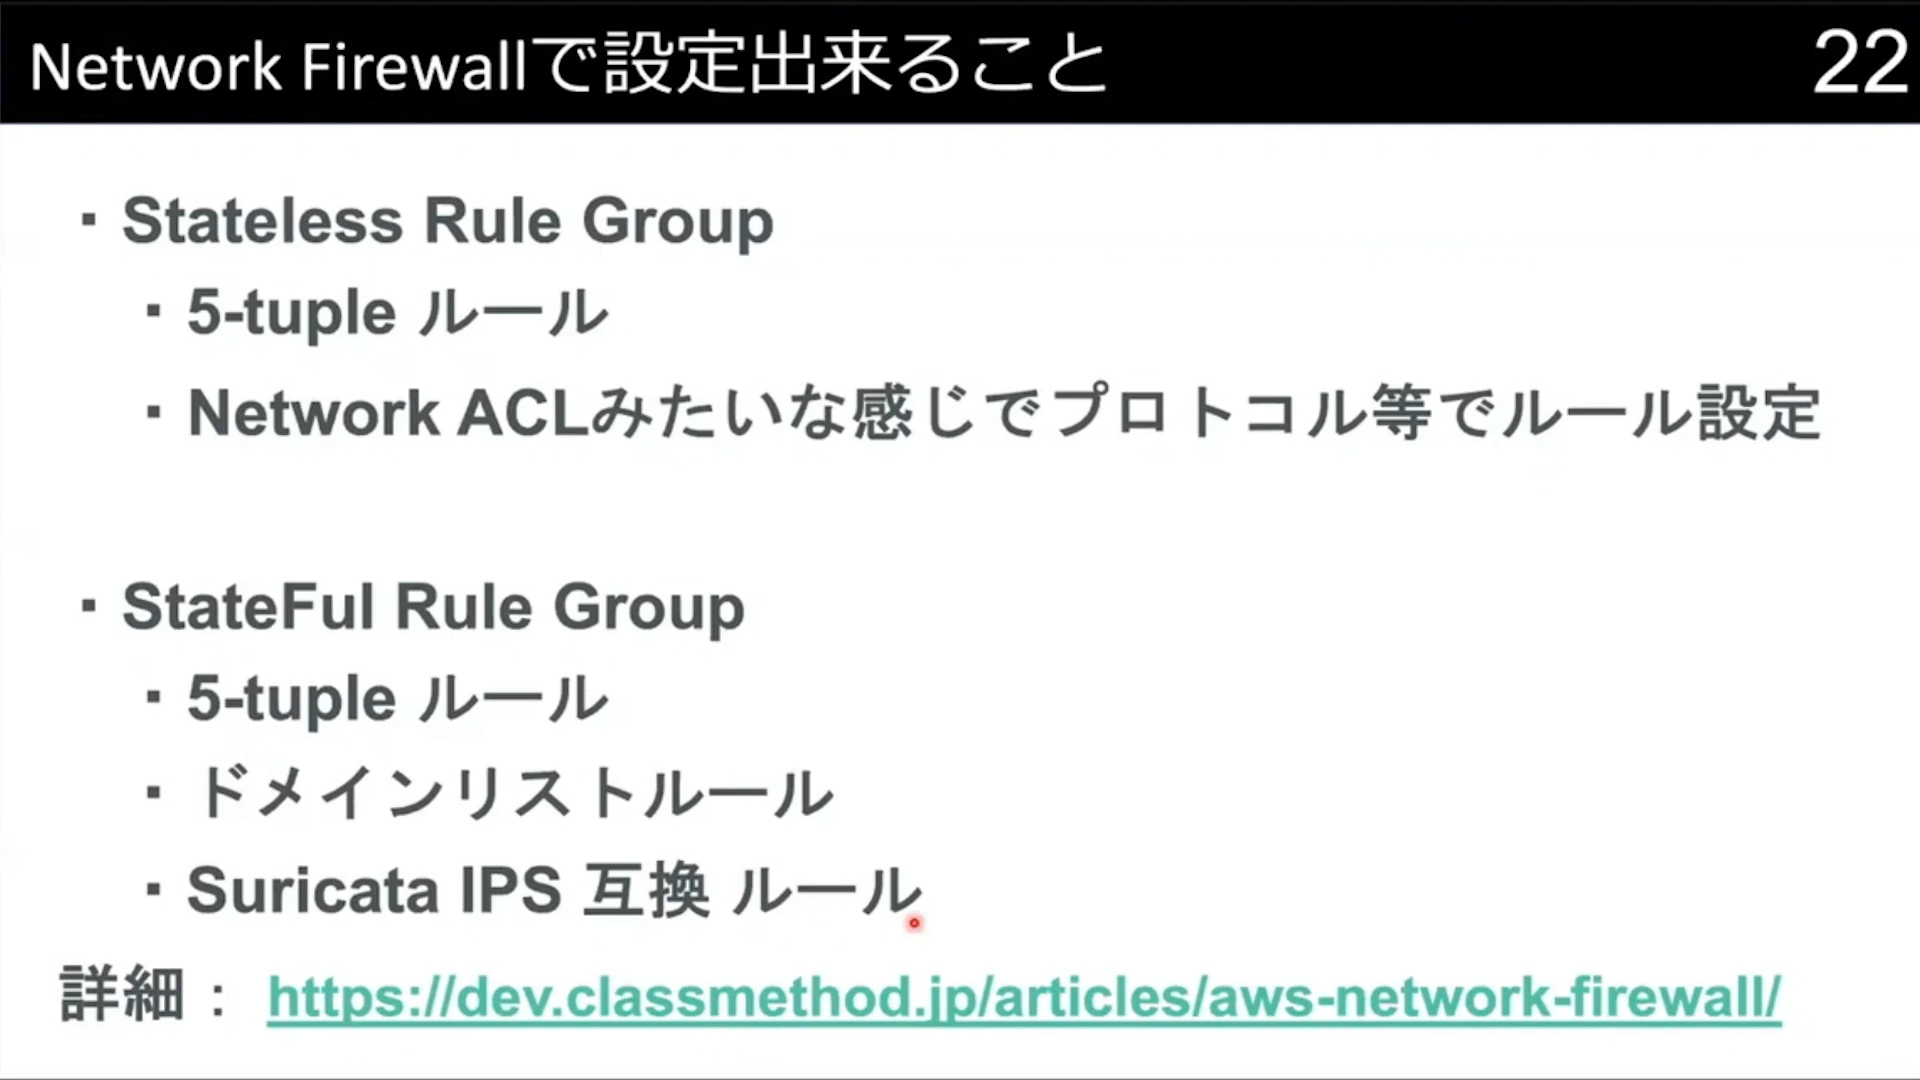 Network Firewallで設定出来ること
22
・Stateless Rule Group
・5-tuple ルール
・Network ACLみたいな感じでプロトコル等でルール設定
・StateFul Rule Group
・5-tuple ルール
・ドメインリストルール
・Suricata IPS 互換 ルール
詳細： https://dev.classmethod.jp/articles/aws-network-firewall/